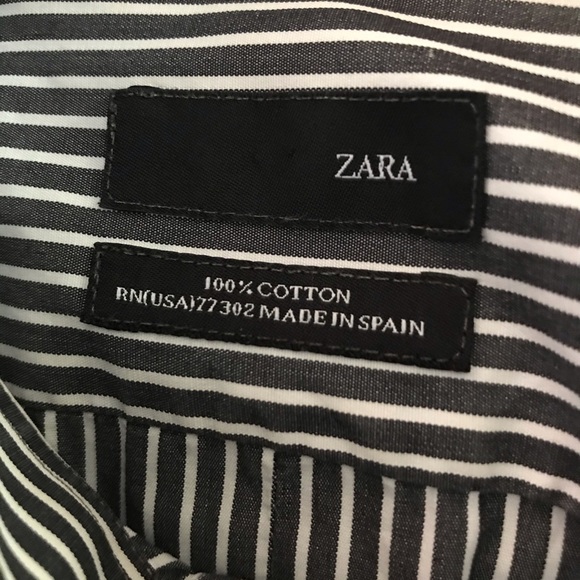 ZARA
100% COTTON
RN(USA)77302 MADE IN SPAIN